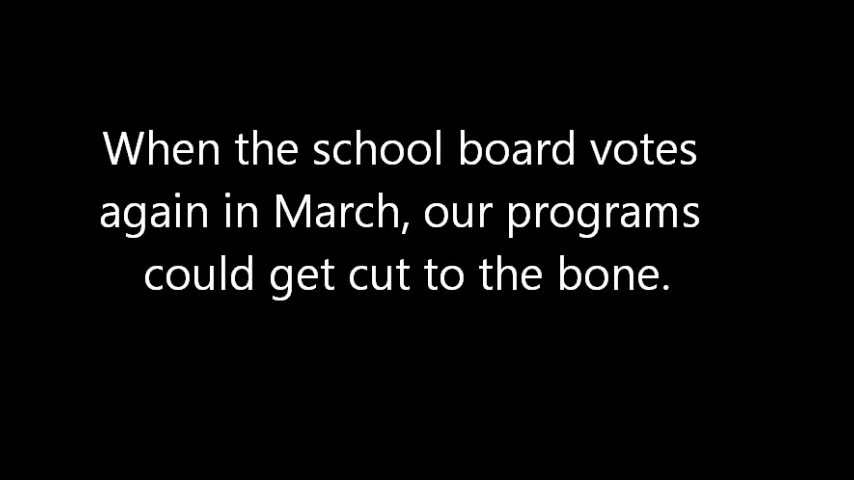 When the school board votes
again in March, our programs
could get cut to the bone.